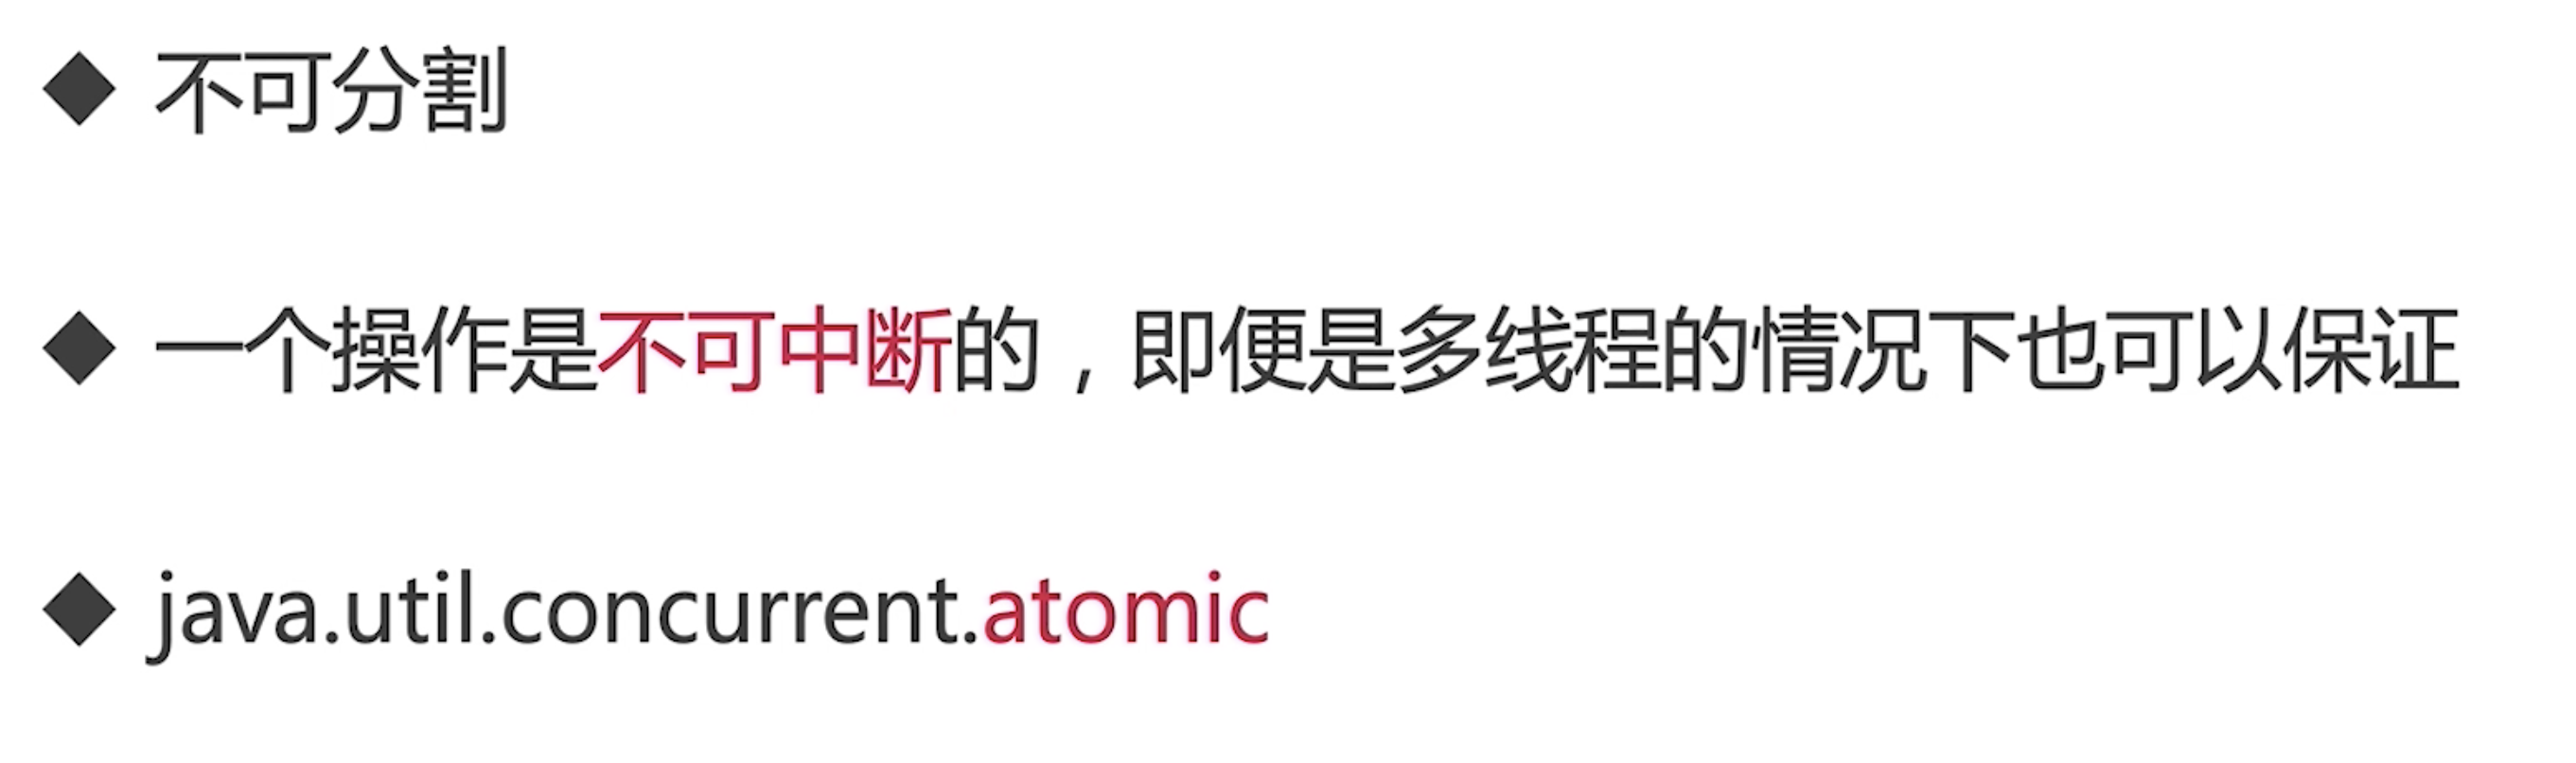 ◆ 不可分割
◆ 一个操作是不可中断的，即便是多线程的情况下也可以保证
◆ java.util.concurrent.atomic